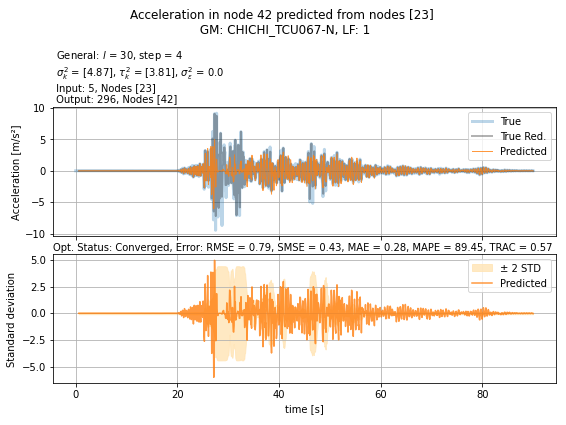 Acceleration in node 42 predicted from nodes [23]
GM: CHICHI_TCU067-N, LF: 1
General: l = 30, step = 4
σ²ₖ = [4.87], τ²ₖ = [3.81], σ²ε = 0.0
Input: 5, Nodes [23]
Output: 296, Nodes [42]
Acceleration [m/s²]
10
5
0
−5
−10
True
True Red.
Predicted
Opt. Status: Converged, Error: RMSE = 0.79, SMSE = 0.43, MAE = 0.28, MAPE = 89.45, TRAC = 0.57
Standard deviation
5.0
2.5
0.0
−2.5
−5.0
± 2 STD
Predicted
0
20
40
60
80
time [s]